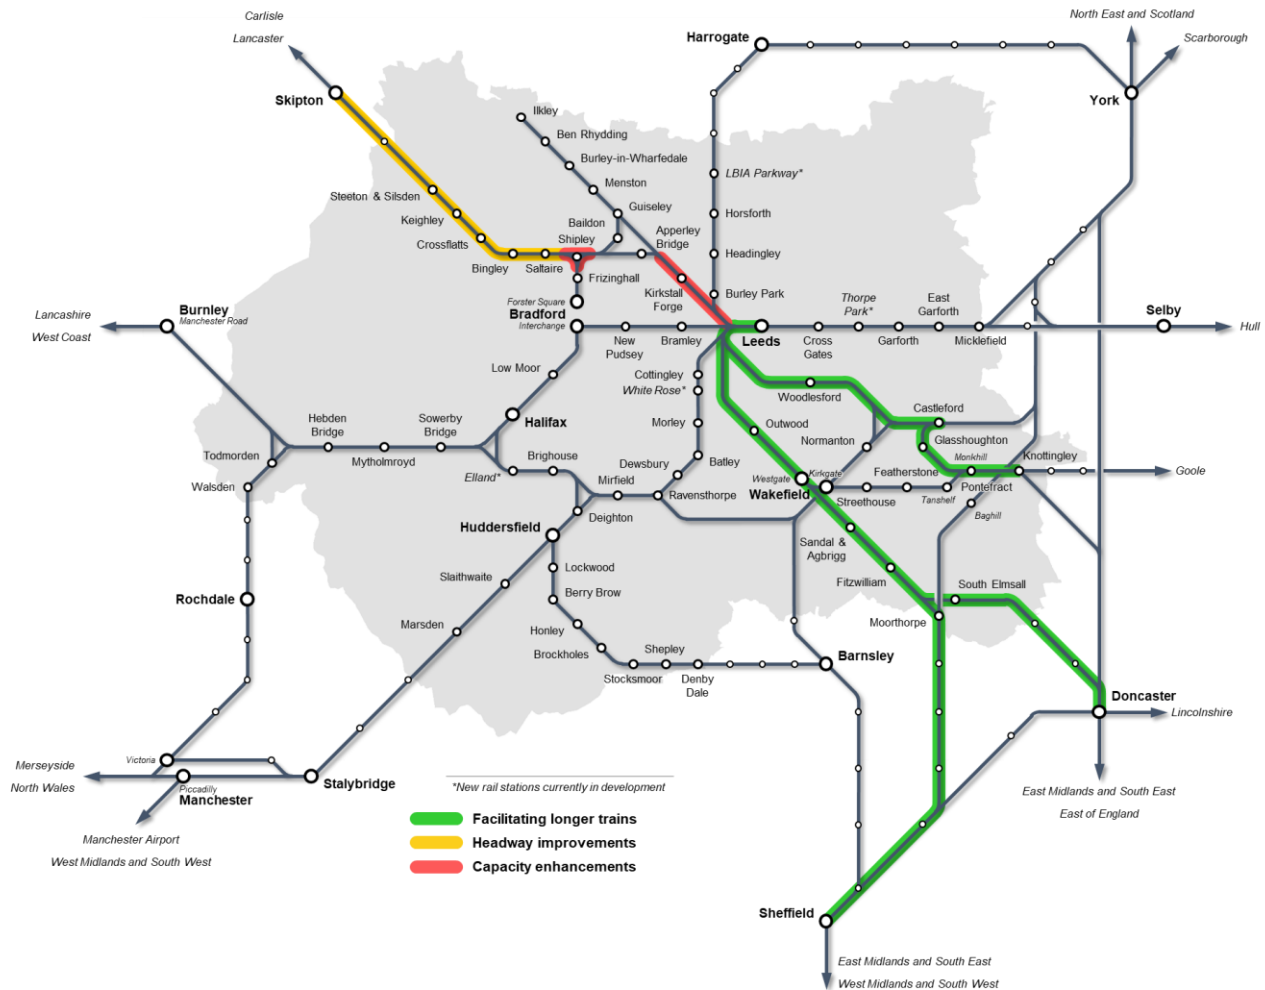 Carlisle
Lancaster
North East and Scotland
Scarborough
Harrogate
Skipton
York
Ilkley
Ben Rhydding
Burley-in-Wharfedale
Menston
Guiseley
Baildon
Shipley
Apperley
Bridge
LBIA Parkway*
Horsforth
Headingley
Burley Park
Steeton & Silsden
Keighley
Crossflatts
Bingley
Saltaire
Frizinghall
Kirkstall
Forge
Forster Square
Bradford
Interchange
New
Pudsey
Bramley
Leeds
Cross
Gates
Thorpe
Park*
Garforth
East
Garforth
Micklefield
Selby
Hull
Lancashire
West Coast
Burnley
Manchester Road
Low Moor
Halifax
Cottingley
White Rose*
Morley
Batley
Dewsbury
Ravensthorpe
Woodlesford
Outwood
Normanton
Castleford
Glasshoughton
Monkhill
Knottingley
Goole
Featherstone
Pontefract
Tanshelf
Baghill
Streethouse
Westgate
Kirkgate
Wakefield
Hebden
Bridge
Mytholmroyd
Sowerby
Bridge
Todmorden
Walsden
Elland*
Brighouse
Mirfield
Deighton
Huddersfield
Lockwood
Berry Brow
Honley
Brockholes
Stocksmoor
Shepley
Denby
Dale
Slaithwaite
Marsden
Rochdale
Sandal &
Agbrigg
Fitzwilliam
South Elmsall
Moorthorpe
Barnsley
Doncaster
Lincolnshire
East Midlands and South East
East of England
Victoria
Merseyside
North Wales
Piccadilly
Manchester
Stalybridge
Manchester Airport
West Midlands and South West
*New rail stations currently in development
Facilitating longer trains
Headway improvements
Capacity enhancements
Sheffield
East Midlands and South East
West Midlands and South West